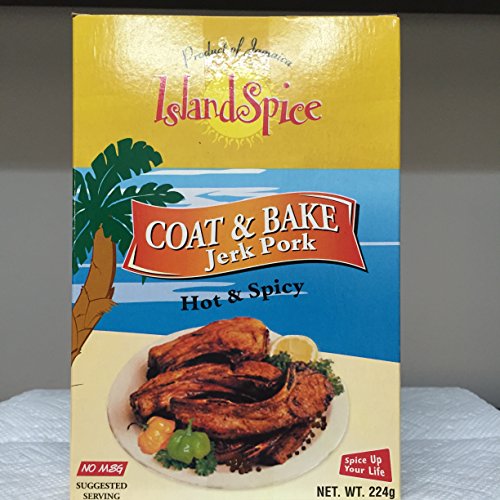 Product of Jamaica
IslandSpice
COAT & BAKE
Jerk Pork
Hot & Spicy
NO MSG
SUGGESTED
SERVING
Spice Up
Your Life
NET. WT. 224g